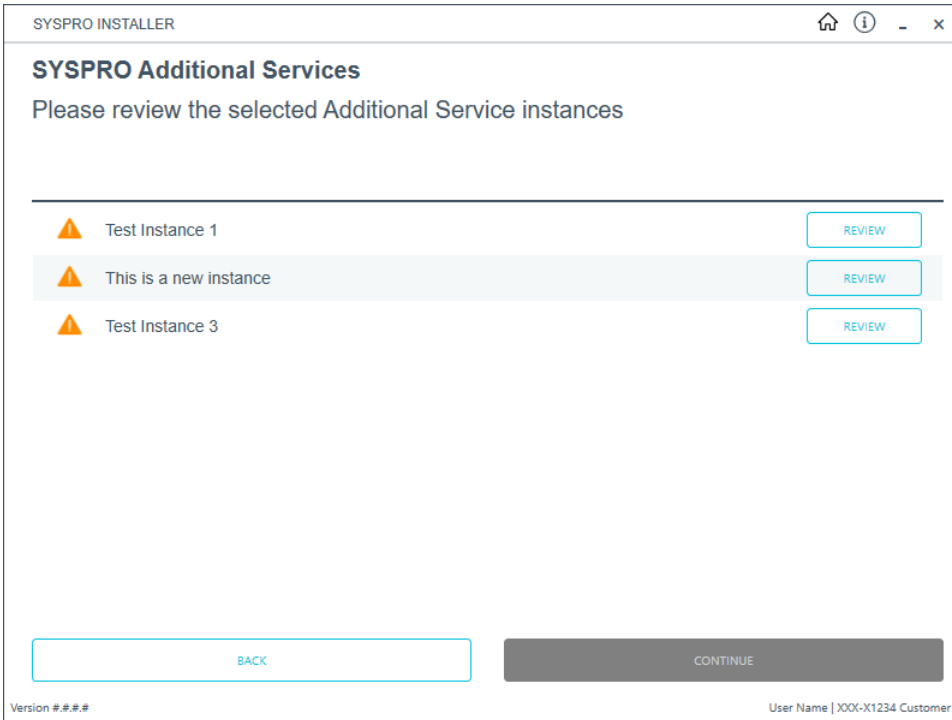 SYSPRO INSTALLER
SYSPRO Additional Services
Please review the selected Additional Service instances
Test Instance 1 REVIEW
This is a new instance REVIEW
Test Instance 3 REVIEW
BACK CONTINUE
Version #.#.#.# User Name | XXX-X1234 Customer